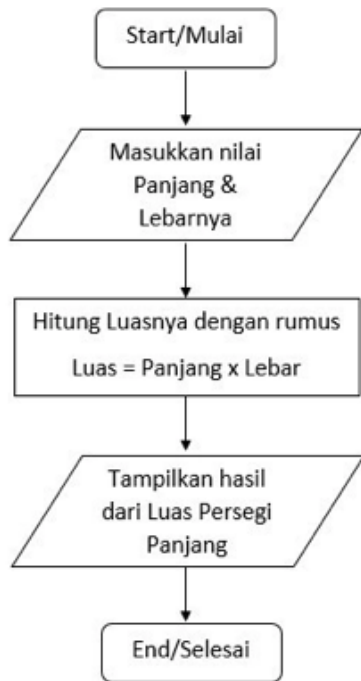 Start/Mulai
Masukkan nilai
Panjang &
Lebarnya
Hitung Luasnya dengan rumus
Luas = Panjang x Lebar
Tampilkan hasil
dari Luas Persegi
Panjang
End/Selesai